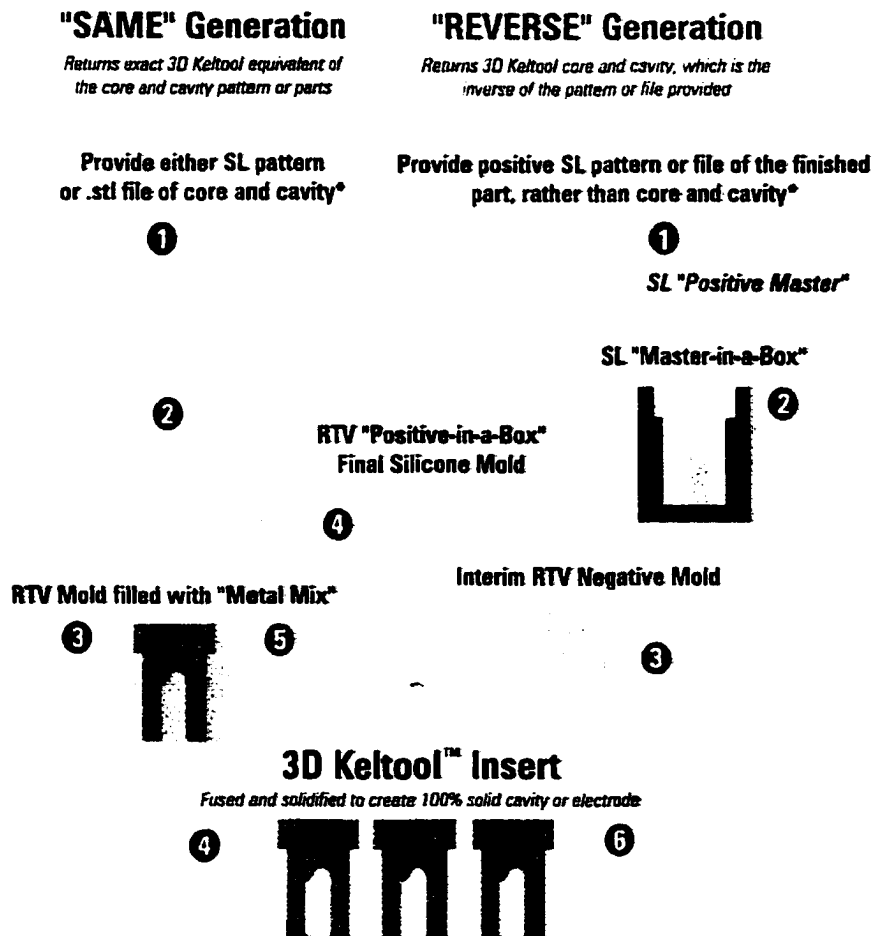 "SAME" Generation
Returns exact 3D Keltool equivalent of
the core and cavity pattern or parts
Provide either SL pattern
or .stl file of core and cavity*
1
2
"REVERSE" Generation
Returns 3D Keltool core and cavity, which is the
inverse of the pattern or file provided
Provide positive SL pattern or file of the finished
part, rather than core and cavity*
1
SL "Positive Master"
SL "Master-in-a-Box"
2
RTV "Positive-in-a-Box"
Final Silicone Mold
4
Interim RTV Negative Mold
3
RTV Mold filled with "Metal Mix"
3
5
3D Keltool™ Insert
Fused and solidified to create 100% solid cavity or electrode
4
6